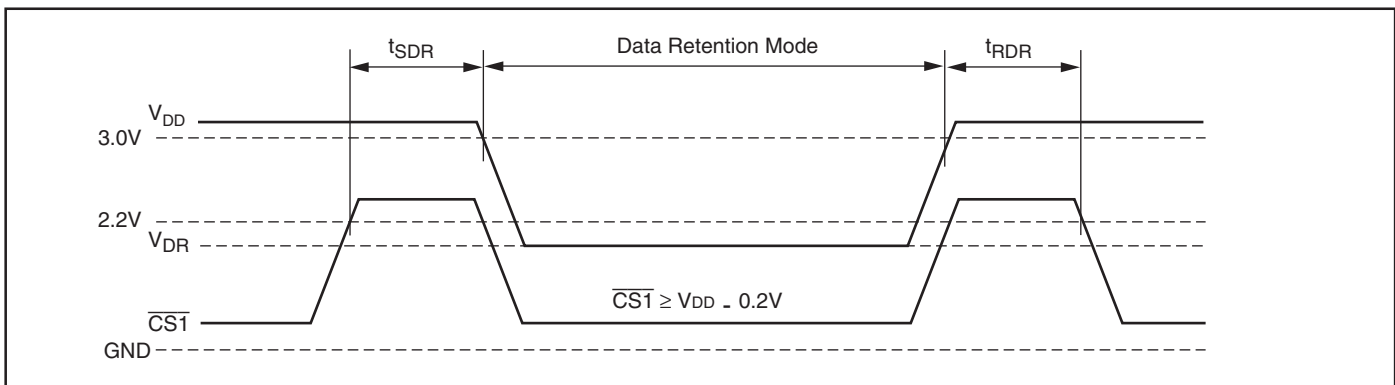 tSDR Data Retention Mode tRDR
VDD
3.0V
2.2V
VDR
CS1 ≥ VDD - 0.2V
CS1
GND